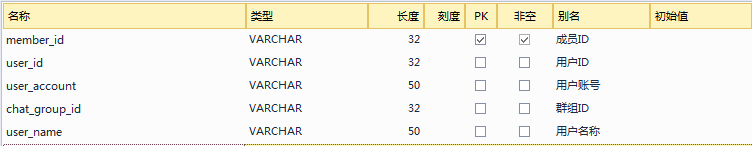 名称 类型 长度 刻度 PK 非空 别名 初始值
member_id VARCHAR 32 成员ID
user_id VARCHAR 32 用户ID
user_account VARCHAR 50 用户账号
chat_group_id VARCHAR 32 群组ID
user_name VARCHAR 50 用户名称